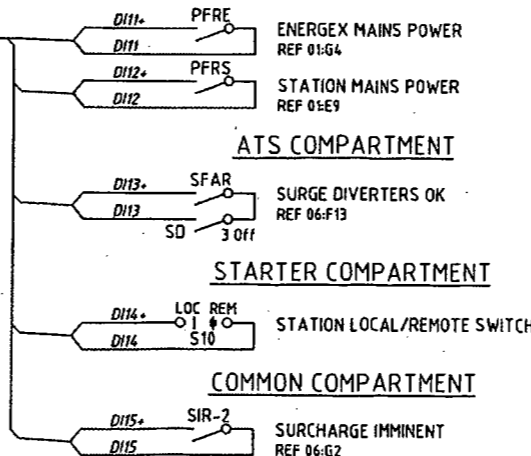 DI11+ PFRE ENERGEX MAINS POWER
DI11 REF 01:G4
DI12+ PFRS STATION MAINS POWER
DI12 REF 01:E9
ATS COMPARTMENT
DI13+ SFAR SURGE DIVERTERS OK
DI13 REF 06:F13
SD 3 Off
STARTER COMPARTMENT
DI14+ LOC REM STATION LOCAL/REMOTE SWITCH
DI14 S10
COMMON COMPARTMENT
DI15+ SIR-2 SURCHARGE IMMINENT
DI15 REF 06:G2